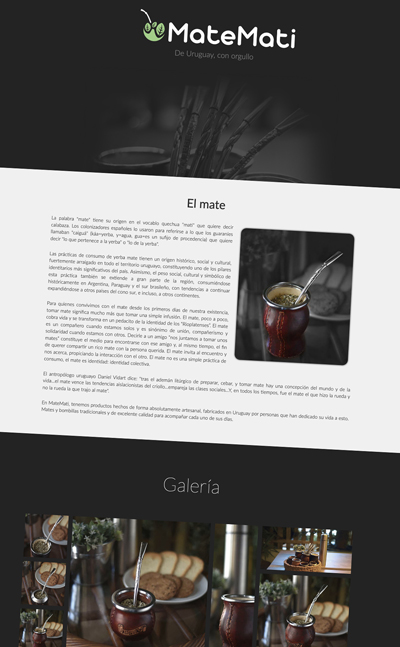 MateMati
De Uruguay, con orgullo
El mate
La palabra "mate" tiene su origen en el vocablo quechua "mati" que quiere decir
calabaza. Los colonizadores españoles lo usaron para referirse a lo que los guaraníes
llamaban "caiguá" (káa=yerba, y=agua, gua=es un sufijo de procedencia) que quiere
decir "lo que pertenece a la yerba" o "lo de la yerba".
Las prácticas de consumo de yerba mate tienen un origen histórico, social y cultural,
fuertemente arraigado en todo el territorio uruguayo, constituyendo uno de los pilares
identitarios más significativos del país. Asimismo, el peso social, cultural y simbólico de
esta práctica también se extiende a gran parte de la región, consumiéndose
históricamente en Argentina, Paraguay y el sur brasileño, con tendencias a continuar
expandiéndose a otros países del cono sur, e incluso, a otros continentes.
Para quienes convivimos con el mate desde los primeros días de nuestra existencia,
tomar mate significa mucho más que tomar una simple infusión. El mate, poco a poco,
cobra vida y se transforma en un pedacito de la identidad de los "Rioplatenses". El mate
es un compañero cuando estamos solos y es sinónimo de unión, compañerismo y
solidaridad cuando estamos con otros. Decirle a un amigo "nos juntamos a tomar unos
mates" constituye el medio para encontrarse con ese amigo y, al mismo tiempo, el fin
de querer compartir un rico mate con la persona querida. El mate invita al encuentro y
nos acerca, propiciando la interacción con el otro. El mate no es una simple práctica de
consumo, el mate es identidad: identidad colectiva.
El antropólogo uruguayo Daniel Vidart dice: "tras el ademán litúrgico de preparar, cebar, y tomar mate hay una concepción del mundo y de la
vida...el mate vence las tendencias aislacionistas del criollo, empareja las clases sociales...Y, en todos los tiempos, fue el mate el que hizo la rueda y
no la rueda la que trajo al mate".
En MateMati, tenemos productos hechos de forma absolutamente artesanal, fabricados en Uruguay por personas que han dedicado su vida a esto.
Mates y bombillas tradicionales y de excelente calidad para acompañar cada uno de sus días.
Galería